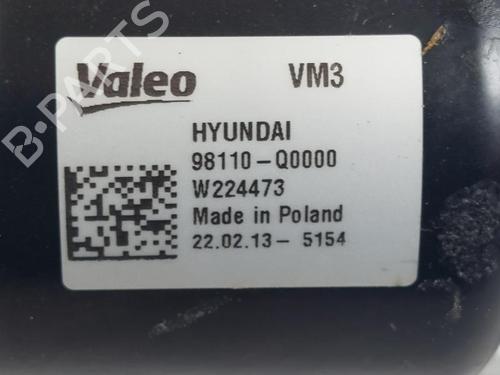 Valeo VM3
HYUNDAI
98110-Q0000
W224473
Made in Poland
22.02.13- 5154
B-PARTS